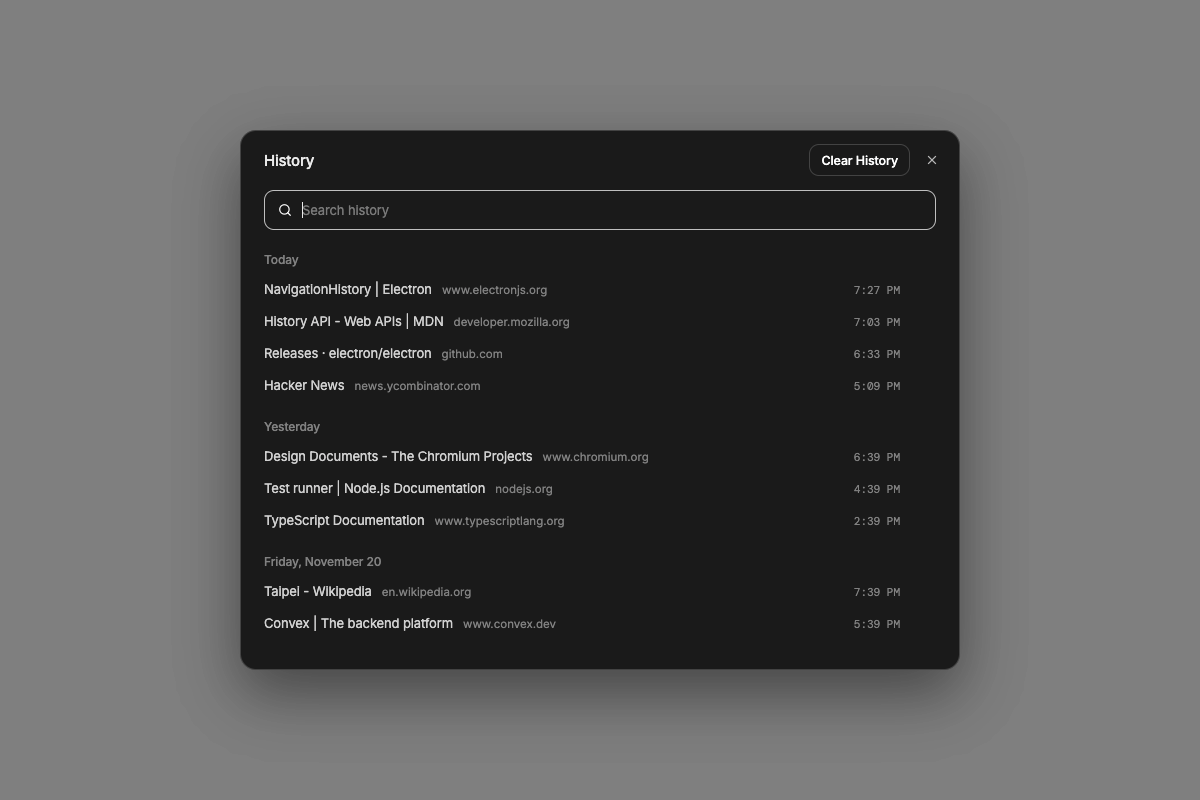 History
Clear History
Search history
Today
NavigationHistory | Electron www.electronjs.org 7:27 PM
History API - Web APIs | MDN developer.mozilla.org 7:03 PM
Releases · electron/electron github.com 6:33 PM
Hacker News news.ycombinator.com 5:09 PM
Yesterday
Design Documents - The Chromium Projects www.chromium.org 6:39 PM
Test runner | Node.js Documentation nodejs.org 4:39 PM
TypeScript Documentation www.typescriptlang.org 2:39 PM
Friday, November 20
Taipei - Wikipedia en.wikipedia.org 7:39 PM
Convex | The backend platform www.convex.dev 5:39 PM